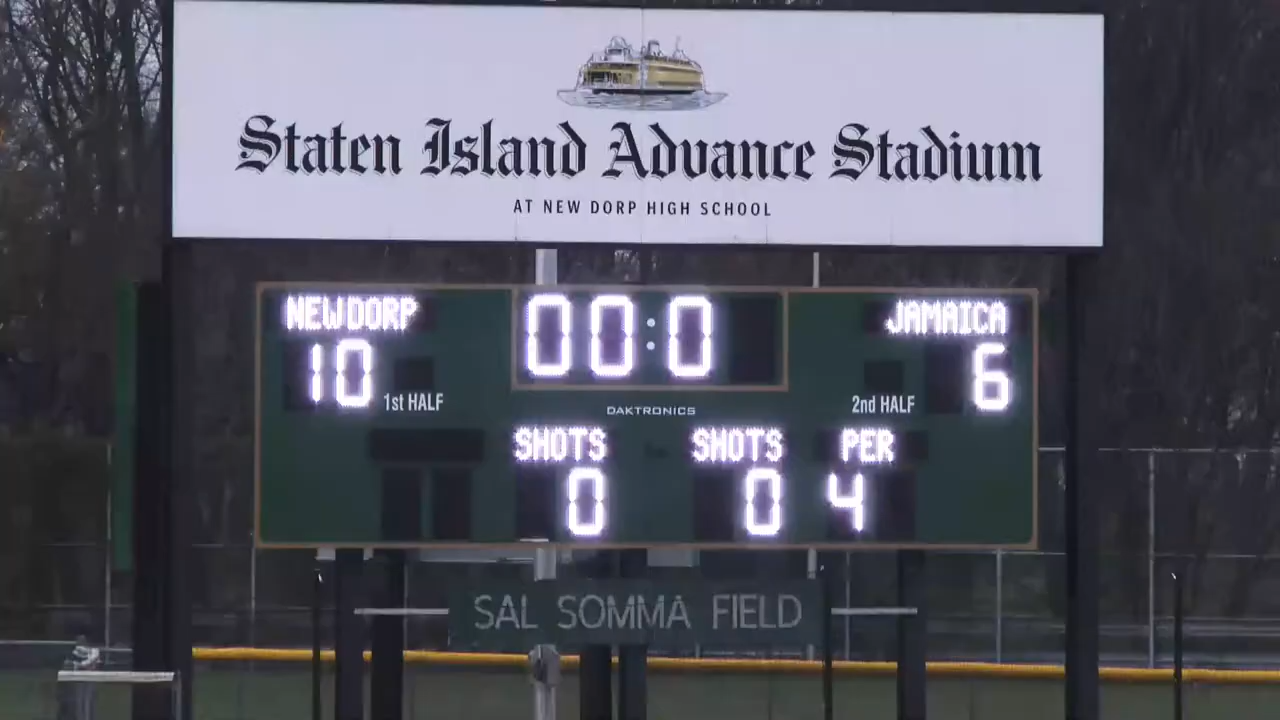 Staten Island Advance Stadium
AT NEW DORP HIGH SCHOOL
NEWDORP 00:0 JAMAICA
10 1st HALF 2nd HALF 6
DAKTRONICS
SHOTS SHOTS PER
0 0 4
SAL SOMMA FIELD